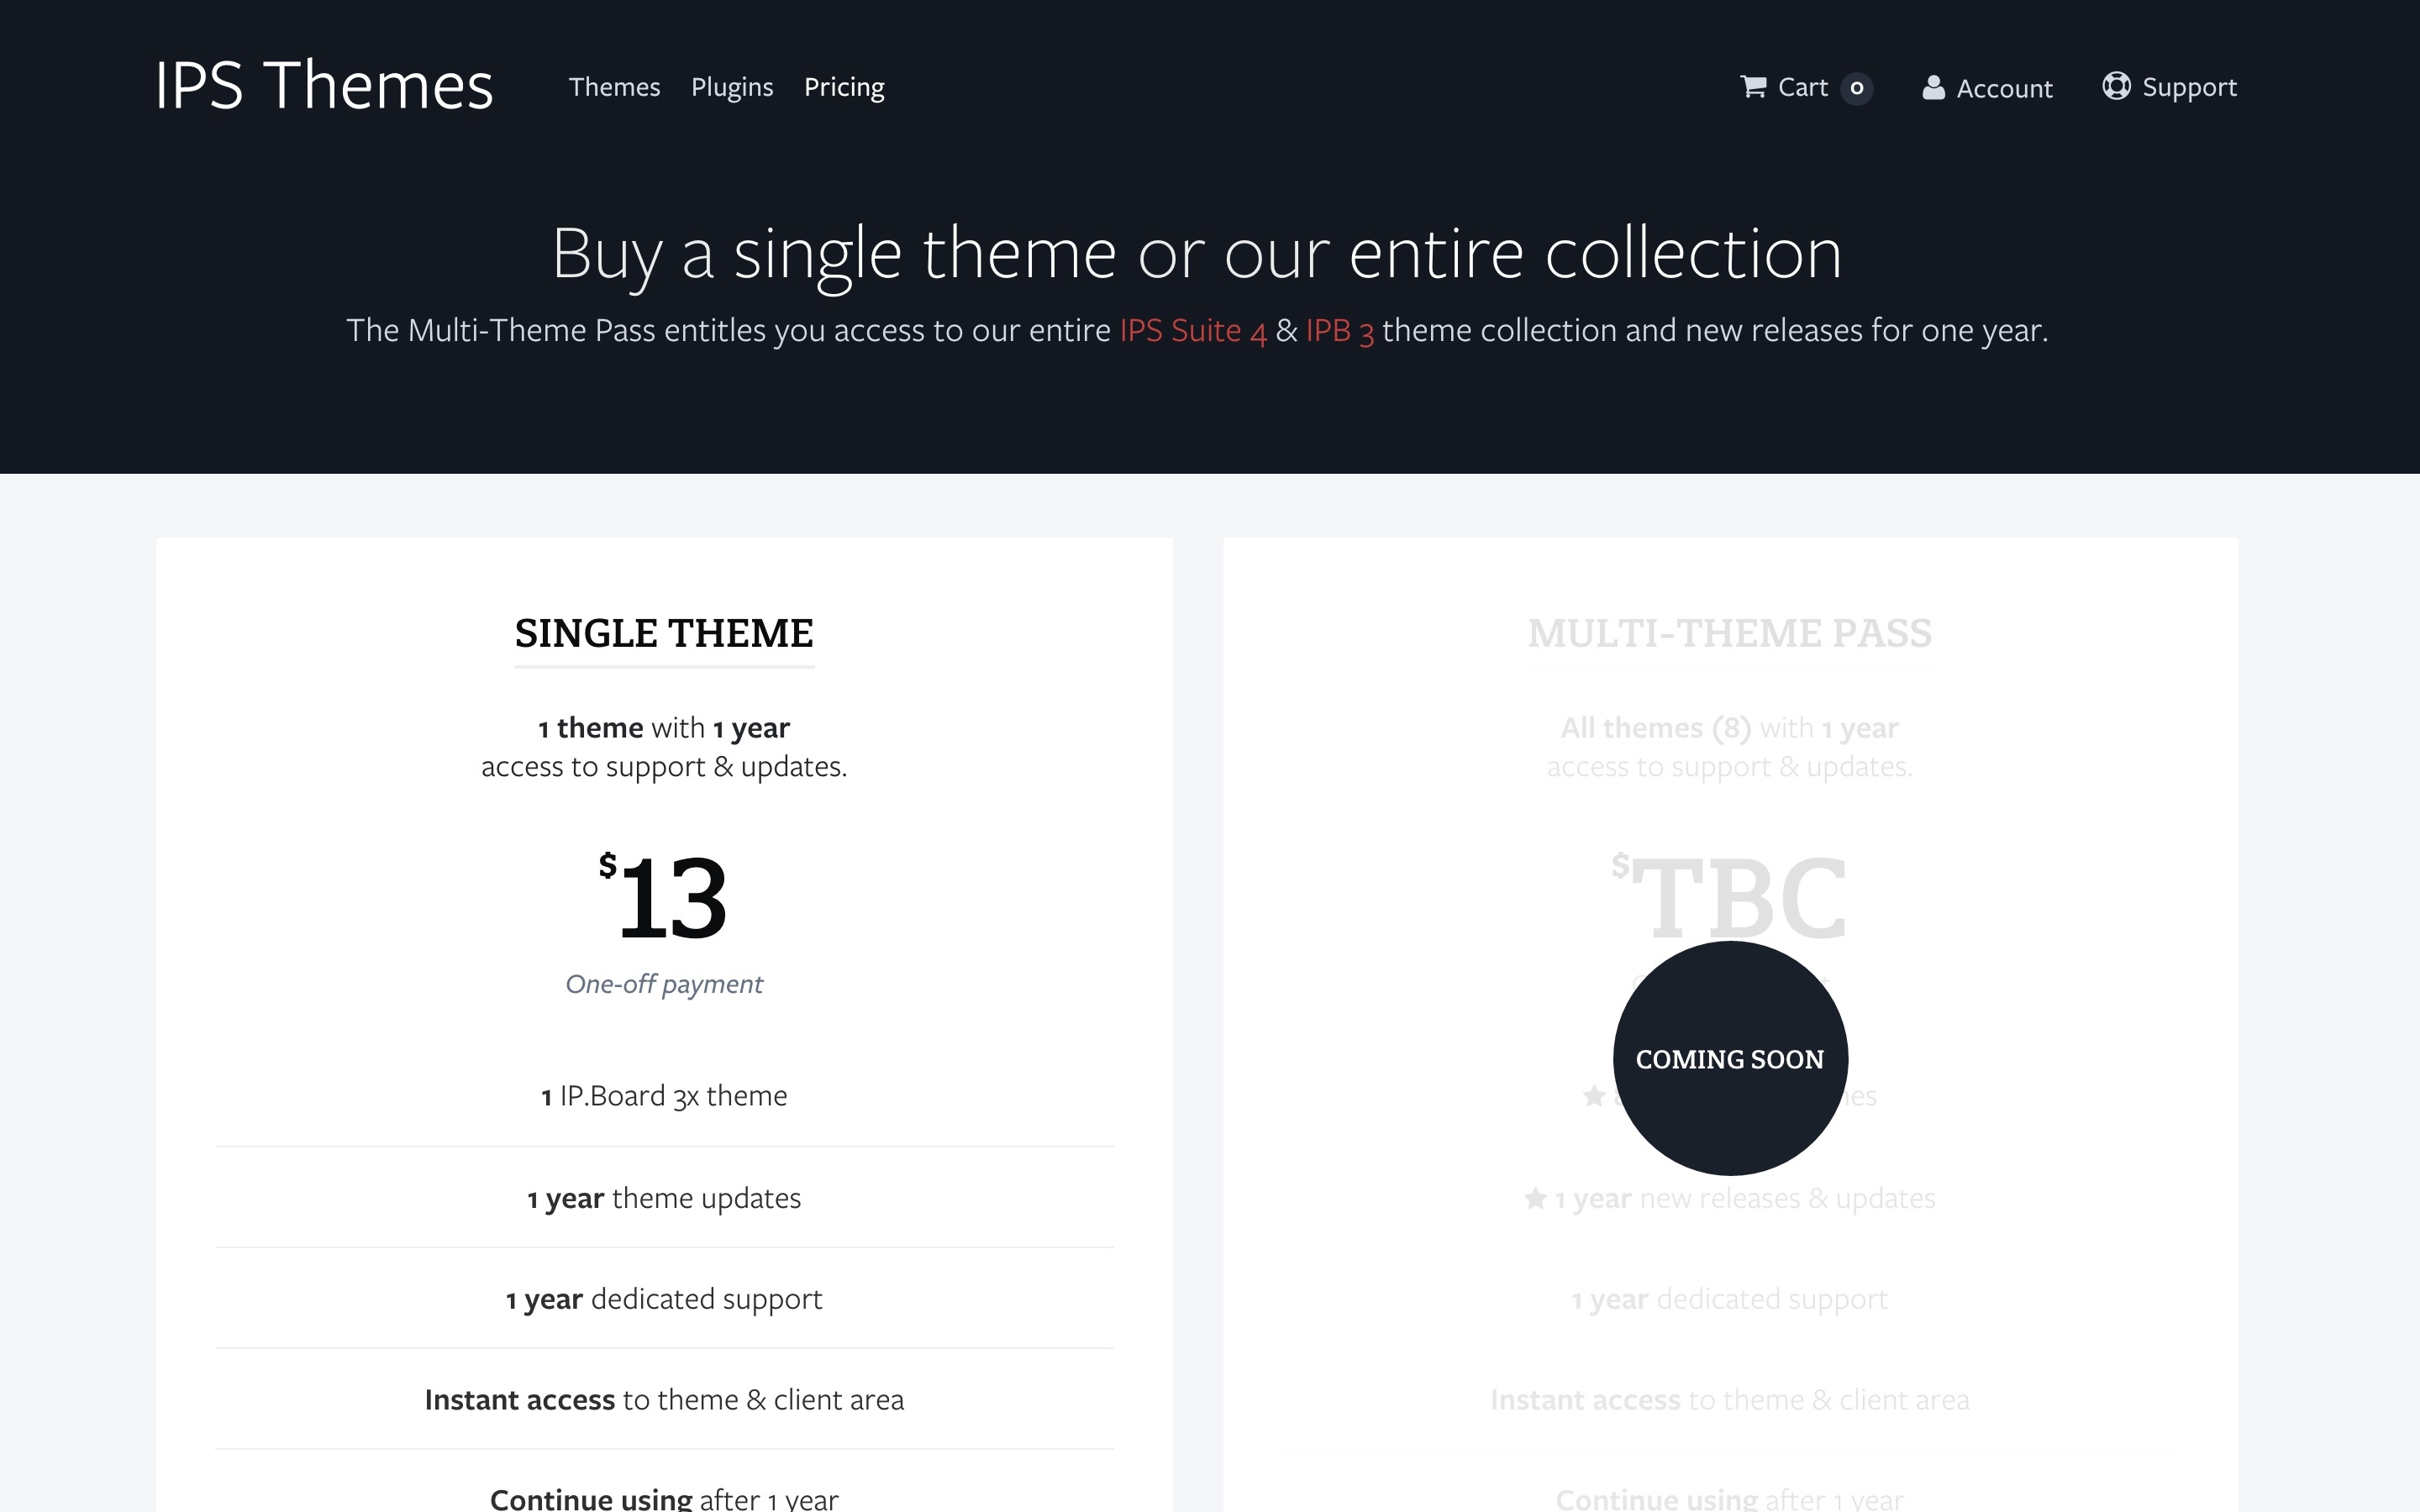 IPS Themes
Themes
Plugins
Pricing
Cart 0
Account
Support
Buy a single theme or our entire collection
The Multi-Theme Pass entitles you access to our entire IPS Suite 4 & IPB 3 theme collection and new releases for one year.
SINGLE THEME
1 theme with 1 year
access to support & updates.
$13
One-off payment
1 IP.Board 3x theme
1 year theme updates
1 year dedicated support
Instant access to theme & client area
Continue using after 1 year
MULTI-THEME PASS
All themes (8) with 1 year
access to support & updates.
$TBC
COMING SOON
1 year new releases & updates
1 year dedicated support
Instant access to theme & client area
Continue using after 1 year